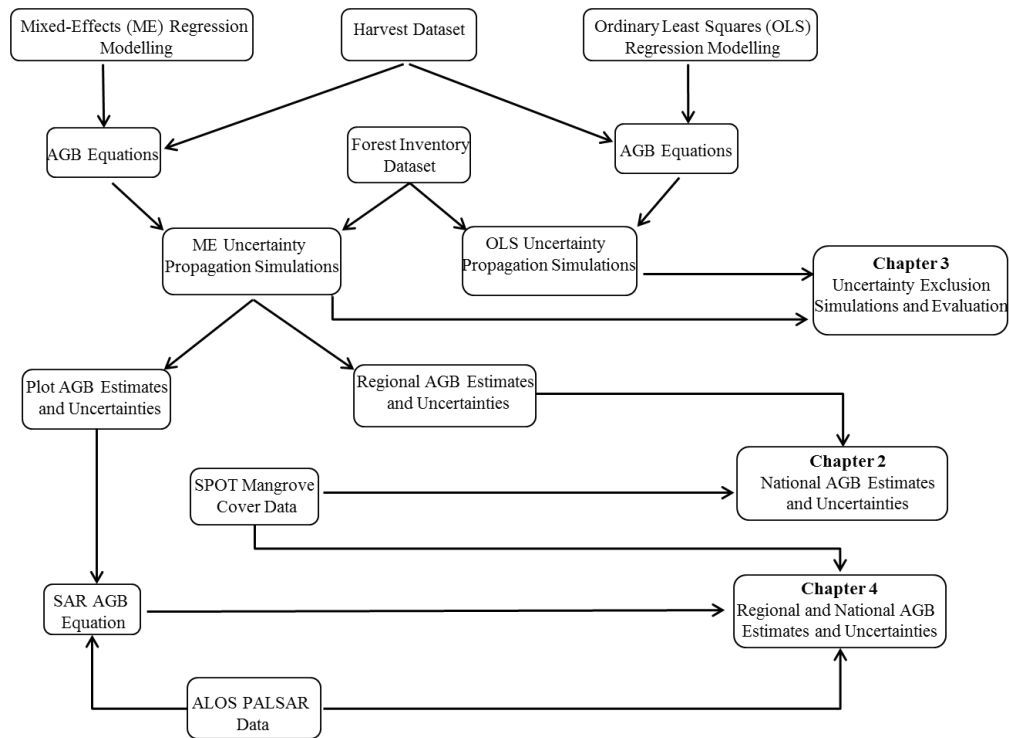 Mixed-Effects (ME) Regression
Modelling
Harvest Dataset
Ordinary Least Squares (OLS)
Regression Modelling
AGB Equations
Forest Inventory
Dataset
AGB Equations
ME Uncertainty
Propagation Simulations
OLS Uncertainty
Propagation Simulations
Chapter 3
Uncertainty Exclusion
Simulations and Evaluation
Plot AGB Estimates
and Uncertainties
Regional AGB Estimates
and Uncertainties
Chapter 2
National AGB Estimates
and Uncertainties
SPOT Mangrove
Cover Data
SAR AGB
Equation
Chapter 4
Regional and National AGB
Estimates and Uncertainties
ALOS PALSAR
Data